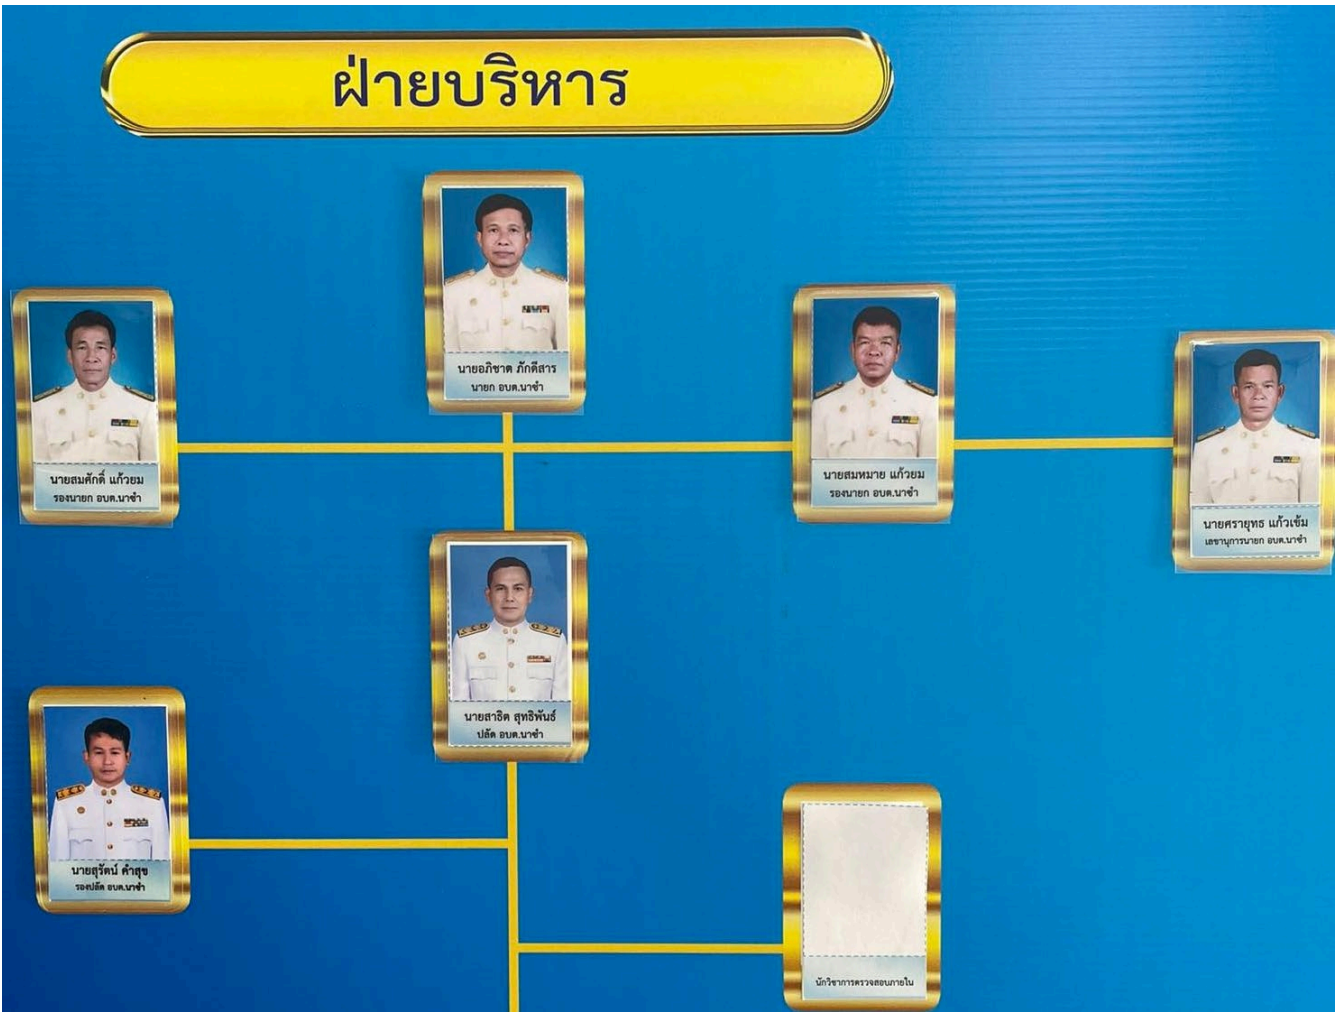 ฝ่ายบริหาร
นายอภิชาต ภักดีสาร
นายก อบต.นาซำ
นายสมศักดิ์ แก้วยม
รองนายก อบต.นาซำ
นายสมหมาย แก้วยม
รองนายก อบต.นาซำ
นายศรายุทธ แก้วเข้ม
เลขานุการนายก อบต.นาซำ
นายสาธิต สุทธิพันธ์
ปลัด อบต.นาซำ
นายสุรัตน์ คำสุข
รองปลัด อบต.นาซำ
นักวิชาการตรวจสอบภายใน